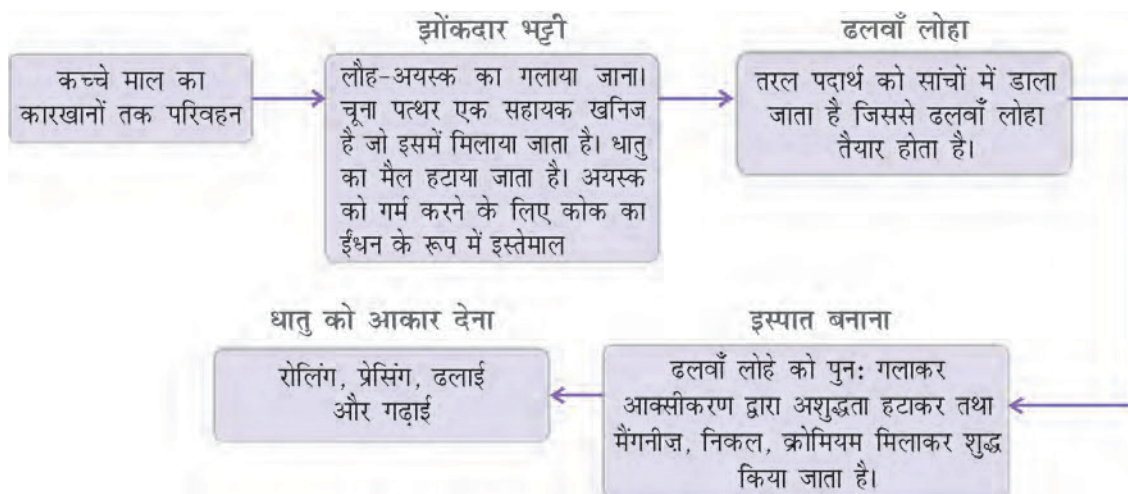 कच्चे माल का
कारखानों तक परिवहन
झोंकदार भट्टी
लौह-अयस्क का गलाया जाना।
चूना पत्थर एक सहायक खनिज
है जो इसमें मिलाया जाता है। धातु
का मैल हटाया जाता है। अयस्क
को गर्म करने के लिए कोक का
ईंधन के रूप में इस्तेमाल
ढलवाँ लोहा
तरल पदार्थ को सांचों में डाला
जाता है जिससे ढलवाँ लोहा
तैयार होता है।
इस्पात बनाना
ढलवाँ लोहे को पुन: गलाकर
आक्सीकरण द्वारा अशुद्धता हटाकर तथा
मैंगनीज़, निकल, क्रोमियम मिलाकर शुद्ध
किया जाता है।
धातु को आकार देना
रोलिंग, प्रेसिंग, ढलाई
और गढ़ाई